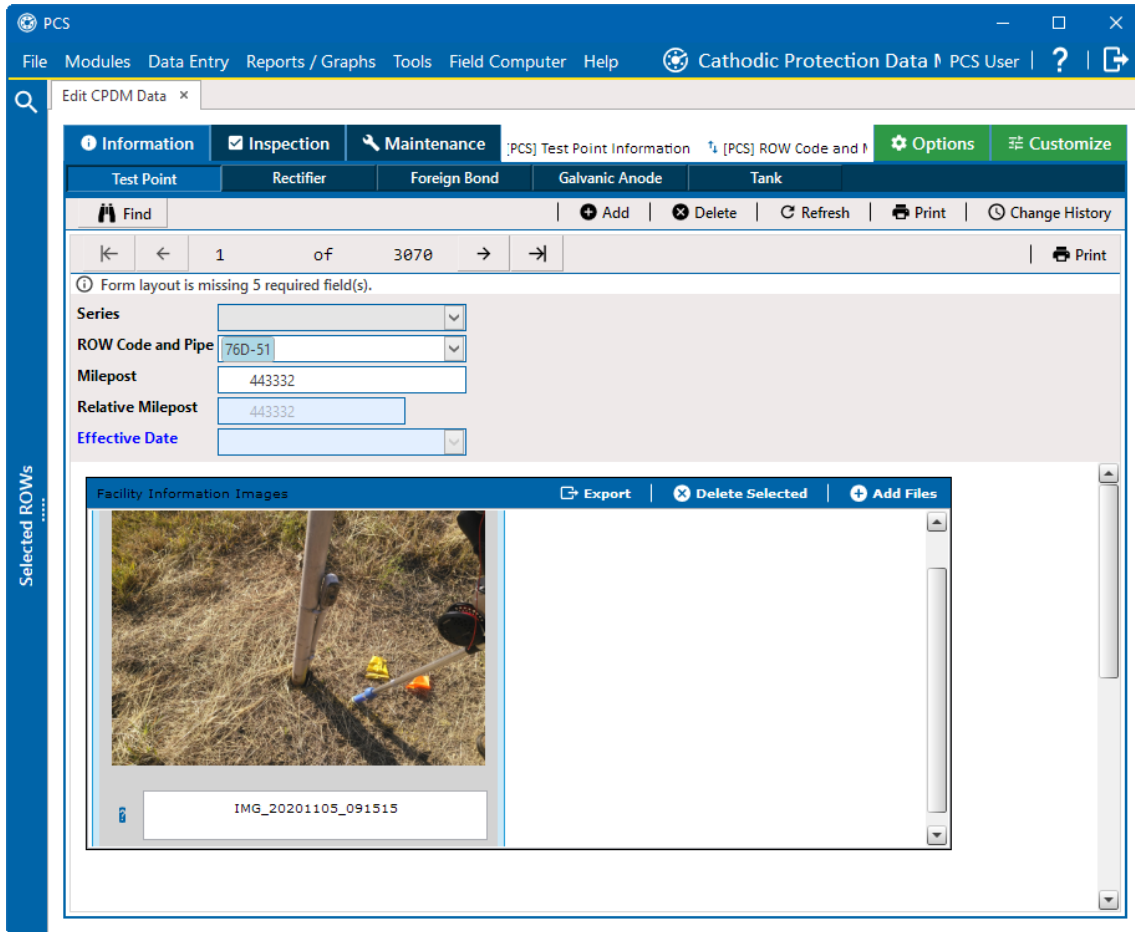 PCS
File Modules Data Entry Reports / Graphs Tools Field Computer Help Cathodic Protection Data M PCS User | ? |
Edit CPDM Data ×
Information Inspection Maintenance [PCS] Test Point Information [PCS] ROW Code and Options Customize
Test Point Rectifier Foreign Bond Galvanic Anode Tank
Find | Add | Delete | Refresh | Print | Change History
1 of 3070 | Print
Form layout is missing 5 required field(s).
Series
ROW Code and Pipe 76D-51
Milepost 443332
Relative Milepost 443332
Effective Date
Selected ROWs
Facility Information Images Export | Delete Selected | Add Files
IMG_20201105_091515